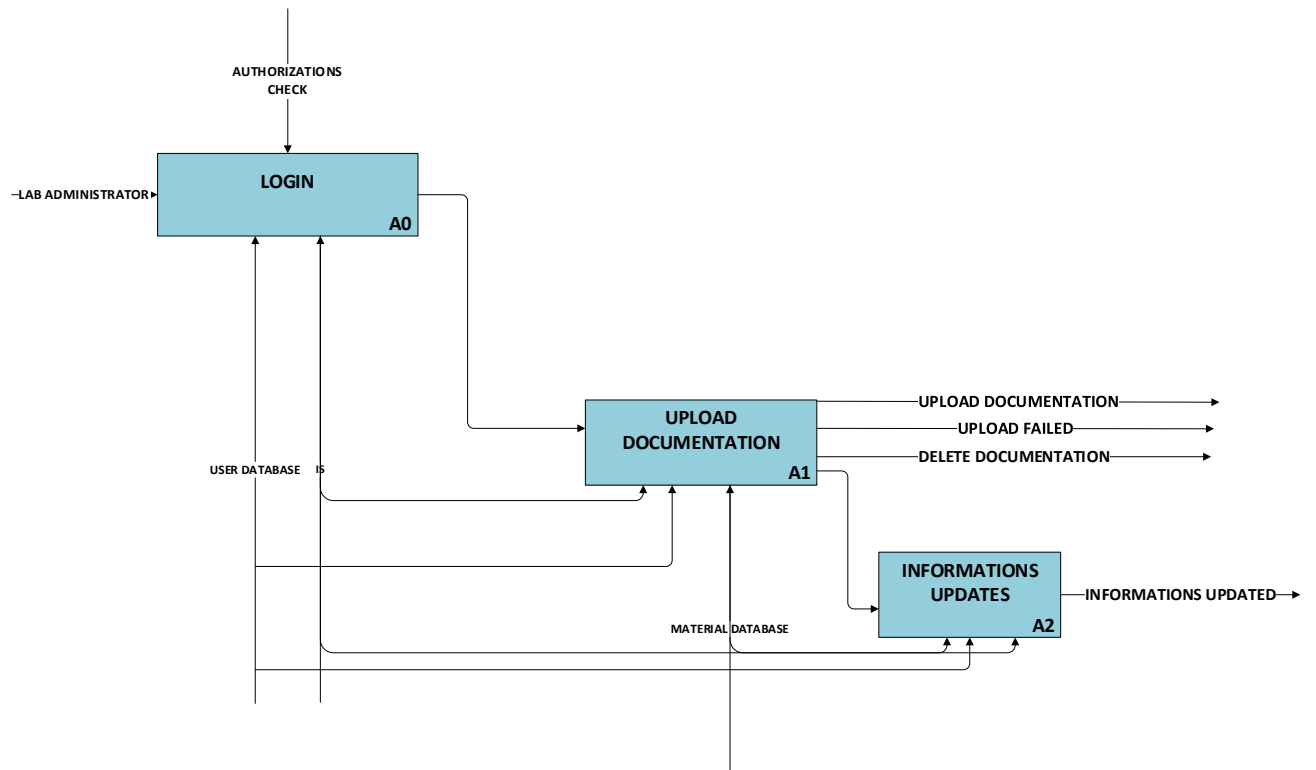 AUTHORIZATIONS
CHECK
LOGIN
LAB ADMINISTRATOR
A0
UPLOAD
DOCUMENTATION
A1
UPLOAD DOCUMENTATION
UPLOAD FAILED
DELETE DOCUMENTATION
USER DATABASE
IS
INFORMATIONS
UPDATES
A2
INFORMATIONS UPDATED
MATERIAL DATABASE